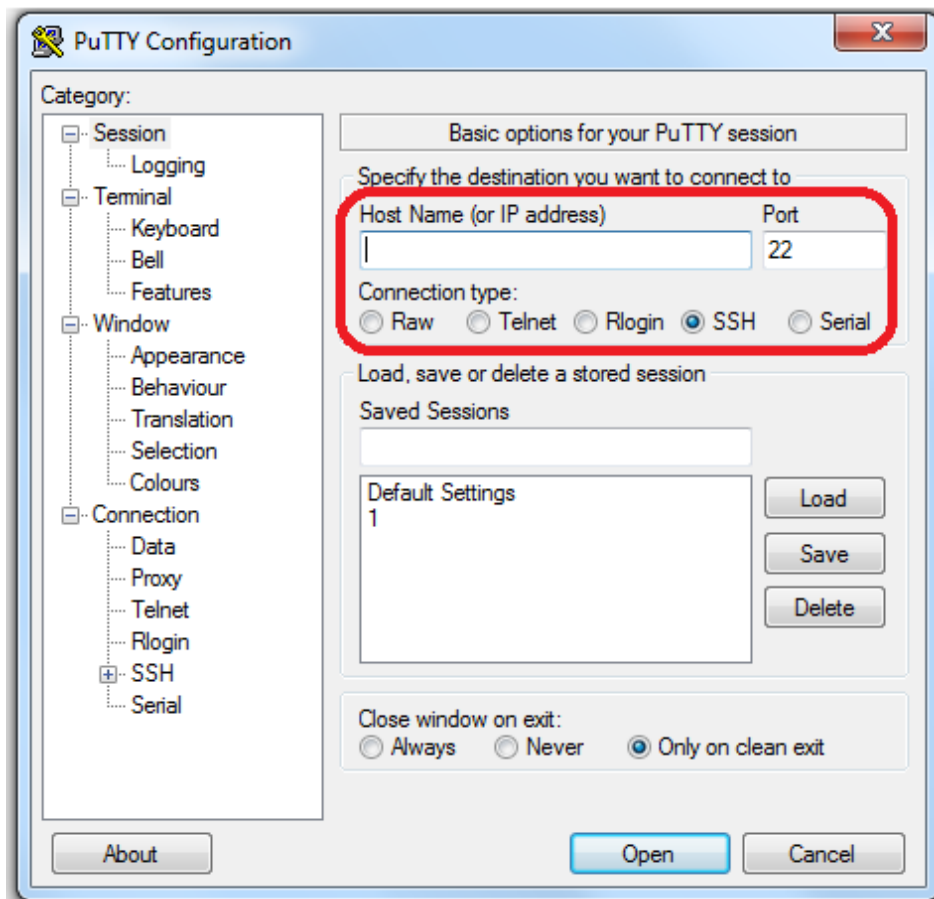 PuTTY Configuration
Category:
Session
Logging
Terminal
Keyboard
Bell
Features
Window
Appearance
Behaviour
Translation
Selection
Colours
Connection
Data
Proxy
Telnet
Rlogin
SSH
Serial
Basic options for your PuTTY session
Specify the destination you want to connect to
Host Name (or IP address) Port
22
Connection type:
Raw Telnet Rlogin SSH Serial
Load, save or delete a stored session
Saved Sessions
Default Settings
1
Load
Save
Delete
Close window on exit:
Always Never Only on clean exit
About Open Cancel